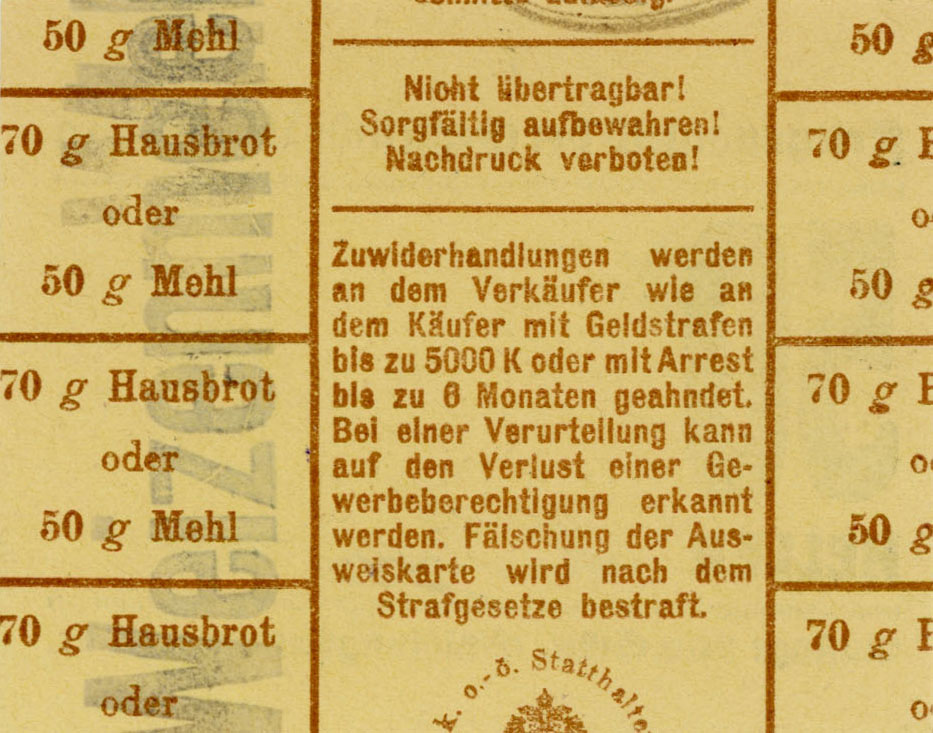 50 g Mehl
70 g Hausbrot
oder
50 g Mehl
70 g Hausbrot
oder
50 g Mehl
70 g Hausbrot
oder
Nicht übertragbar!
Sorgfältig aufbewahren!
Nachdruck verboten!
Zuwiderhandlungen werden
an dem Verkäufer wie an
dem Käufer mit Geldstrafen
bis zu 5000 K oder mit Arrest
bis zu 6 Monaten geahndet.
Bei einer Verurteilung kann
auf den Verlust einer Ge-
werbeberechtigung erkannt
werden. Fälschung der Aus-
weiskarte wird nach dem
Strafgesetze bestraft.
k. o.-ö. Statthalte
50 g
70 g
50 g
70 g
50 g
70 g